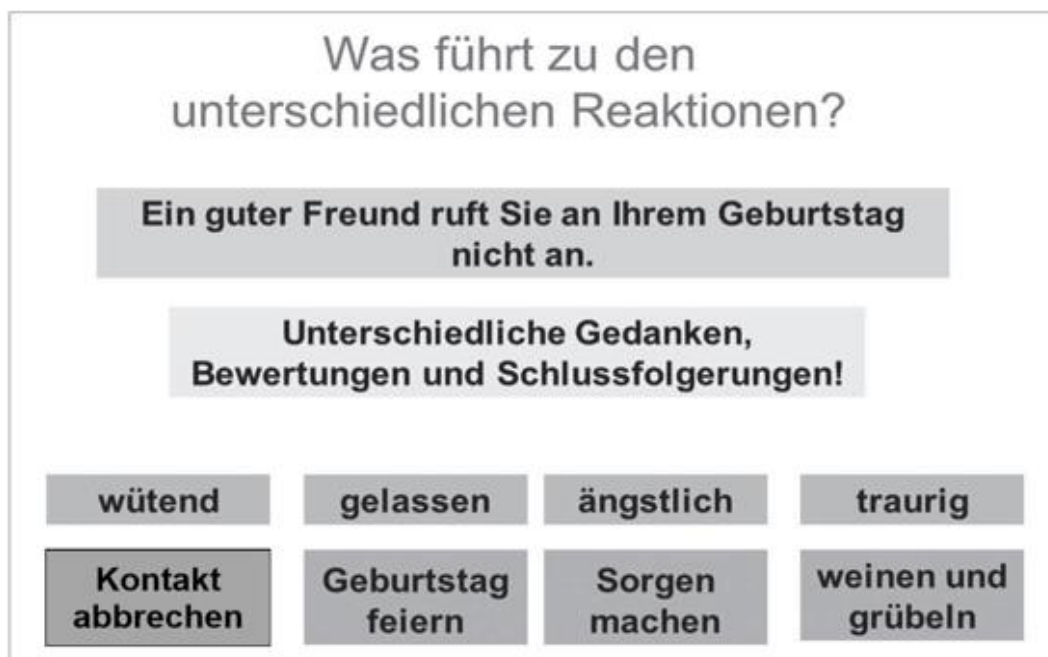 Was führt zu den
unterschiedlichen Reaktionen?
Ein guter Freund ruft Sie an Ihrem Geburtstag
nicht an.
Unterschiedliche Gedanken,
Bewertungen und Schlussfolgerungen!
wütend
gelassen
ängstlich
traurig
Kontakt
abbrechen
Geburtstag
feiern
Sorgen
machen
weinen und
grübeln